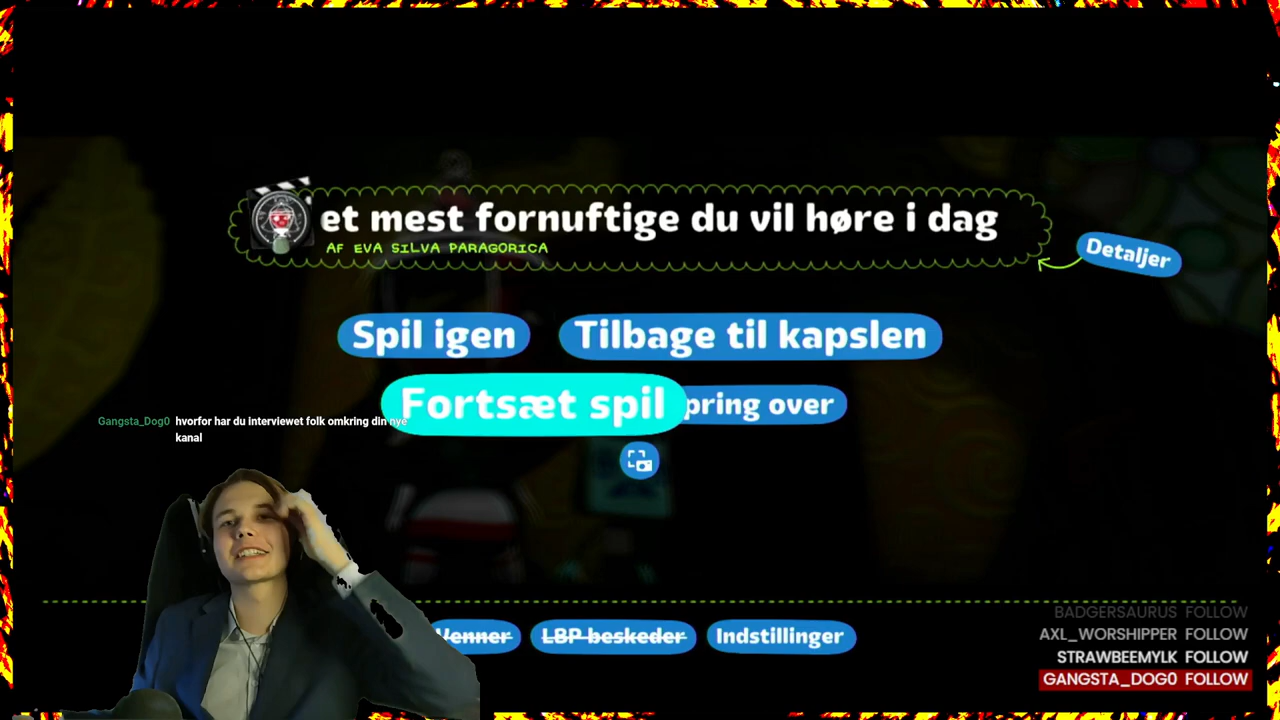 et mest fornuftige du vil høre i dag
AF EVA SILVA PARAGORICA
Detaljer
Spil igen
Tilbage til kapslen
Fortsæt spil
pring over
Gangsta_Dog0 hvorfor har du interviewet folk omkring din nye
kanal
Venner
LBP beskeder
Indstillinger
BADGERSAURUS FOLLOW
AXL_WORSHIPPER FOLLOW
STRAWBEEMYLK FOLLOW
GANGSTA_DOG0 FOLLOW